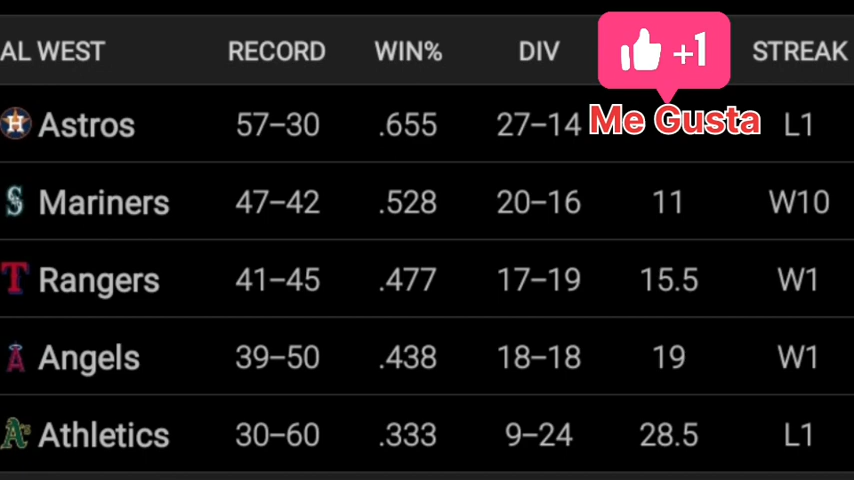 AL WEST RECORD WIN% DIV +1 STREAK
Astros 57–30 .655 27–14 Me Gusta L1
Mariners 47–42 .528 20–16 11 W10
Rangers 41–45 .477 17–19 15.5 W1
Angels 39–50 .438 18–18 19 W1
Athletics 30–60 .333 9–24 28.5 L1